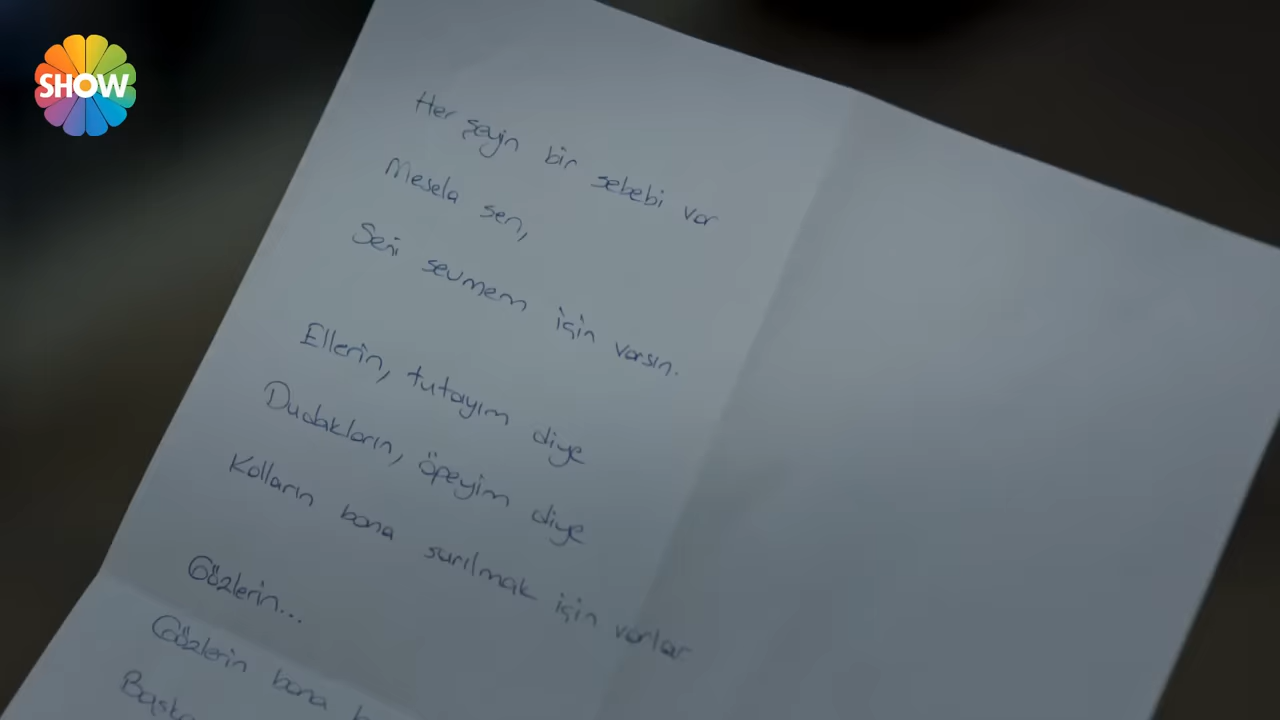 SHOW
Her şeyin bir sebebi var
Mesela sen,
Seni sevmem için varsın.
Ellerin, tutayım diye
Dudakların, öpeyim diye
Kolların bana sarılmak için varlar
Gözlerin...
Gözlerin bana